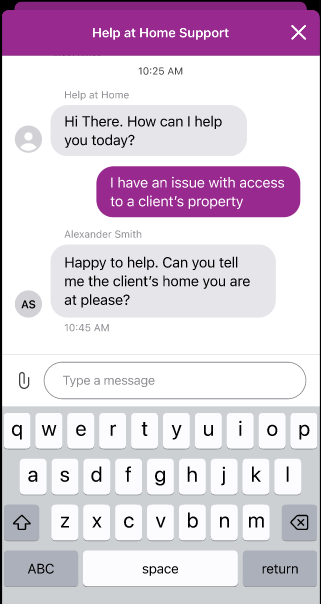 Help at Home Support
10:25 AM
Help at Home
Hi There. How can I help
you today?
I have an issue with access
to a client's property
Alexander Smith
Happy to help. Can you tell
me the client's home you are
at please?
AS
10:45 AM
Type a message
q w e r t y u i o p
a s d f g h j k l
z x c v b n m
ABC space return